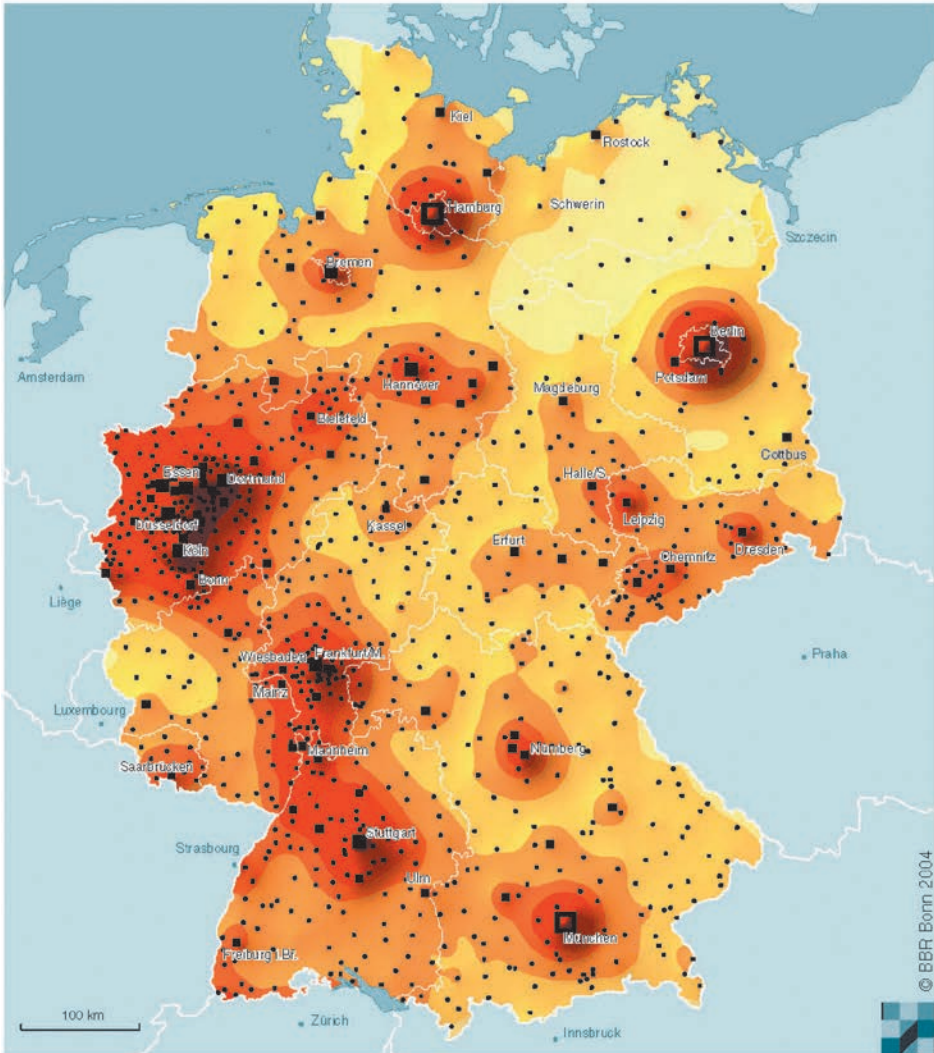 Kiel
Rostock
Hamburg
Schwerin
Szczecin
Bremen
Berlin
Amsterdam
Hannover
Potsdam
Magdeburg
Bielefeld
Cottbus
Essen
Dortmund
Halle/S.
Leipzig
Düsseldorf
Kassel
Dresden
Köln
Erfurt
Chemnitz
Bonn
Liège
Wiesbaden
Frankfurt/M.
Praha
Mainz
Luxembourg
Mannheim
Nürnberg
Saarbrücken
Stuttgart
Strasbourg
Ulm
München
Freiburg i.Br.
100 km
Zürich
Innsbruck
© BBR Bonn 2004